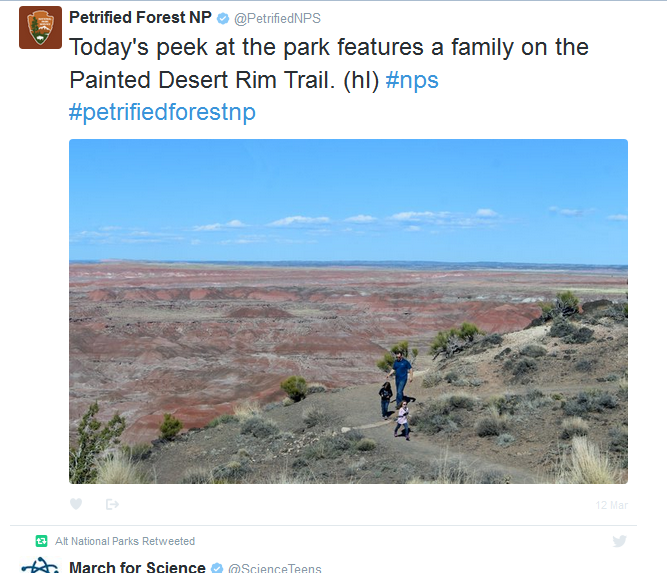 Petrified Forest NP @PetrifiedNPS
Today's peek at the park features a family on the
Painted Desert Rim Trail. (hl) #nps
#petrifiedforestnp
12 Mar
Alt National Parks Retweeted
March for Science @ScienceTeens